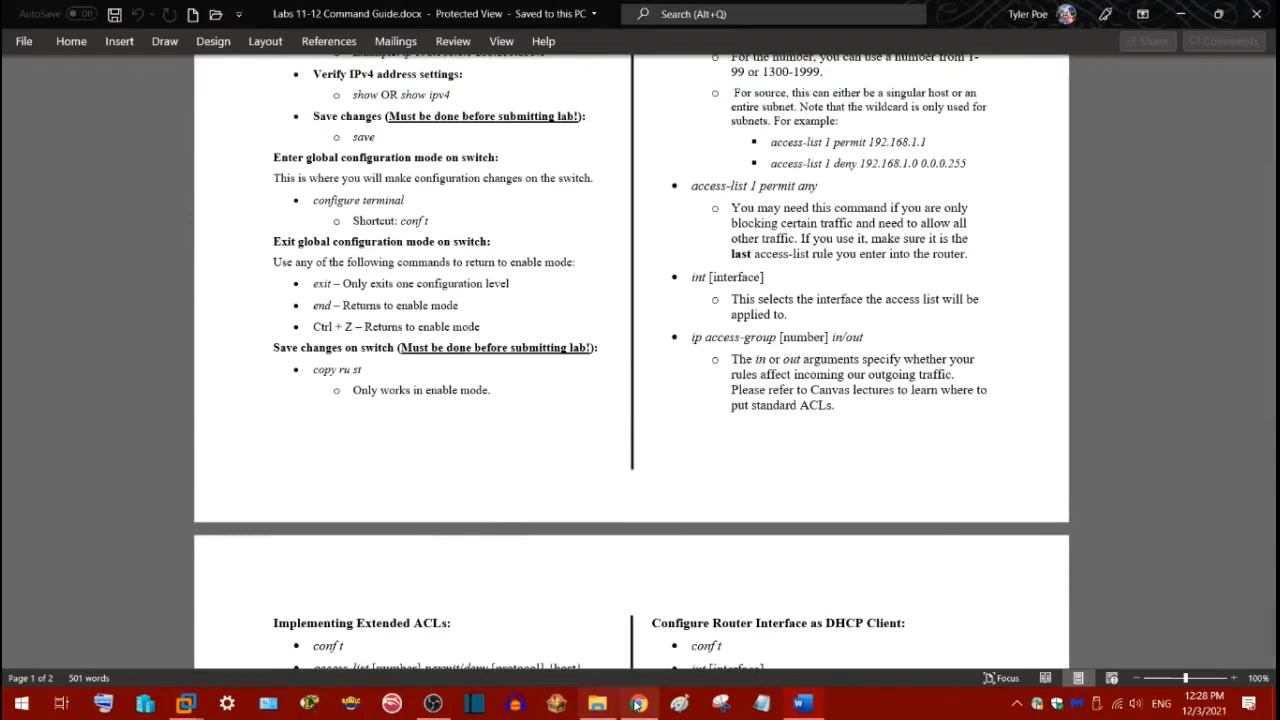 AutoSave Off
Labs 11-12 Command Guide.docx - Protected View - Saved to this PC
Search (Alt+Q)
Tyler Poe
File Home Insert Draw Design Layout References Mailings Review View Help
Share Comments
Verify IPv4 address settings:
show OR show ipv4
Save changes (Must be done before submitting lab!):
save
Enter global configuration mode on switch:
This is where you will make configuration changes on the switch.
configure terminal
Shortcut: conf t
Exit global configuration mode on switch:
Use any of the following commands to return to enable mode:
exit – Only exits one configuration level
end – Returns to enable mode
Ctrl + Z – Returns to enable mode
Save changes on switch (Must be done before submitting lab!):
copy ru st
Only works in enable mode.
For the number, you can use a number from 1-
99 or 1300-1999.
For source, this can either be a singular host or an
entire subnet. Note that the wildcard is only used for
subnets. For example:
access-list 1 permit 192.168.1.1
access-list 1 deny 192.168.1.0 0.0.0.255
access-list 1 permit any
You may need this command if you are only
blocking certain traffic and need to allow all
other traffic. If you use it, make sure it is the
last access-list rule you enter into the router.
int [interface]
This selects the interface the access list will be
applied to.
ip access-group [number] in/out
The in or out arguments specify whether your
rules affect incoming our outgoing traffic.
Please refer to Canvas lectures to learn where to
put standard ACLs.
Implementing Extended ACLs:
conf t
access-list [number] permit/deny [protocol]
Configure Router Interface as DHCP Client:
conf t
int [interface]
Page 1 of 2 501 words
Focus
100%
ENG
12:28 PM
12/3/2021